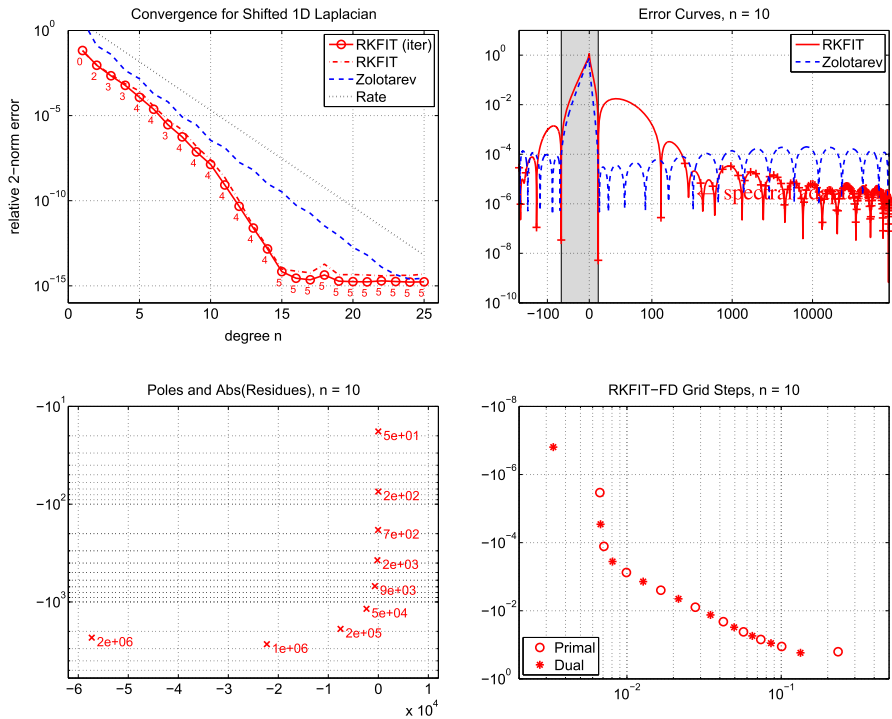 Convergence for Shifted 1D Laplacian
relative 2−norm error
10^0
10^−5
10^−10
10^−15
0 5 10 15 20 25
degree n
RKFIT (iter)
RKFIT
Zolotarev
Rate
0 2 3 3 4 4 3 4 4 4 4 4 4 4 5 5 5 5 5 5 5 5 5 5 5
Error Curves, n = 10
10^0
10^−2
10^−4
10^−6
10^−8
10^−10
−100 0 100 1000 10000
RKFIT
Zolotarev
Poles and Abs(Residues), n = 10
−10^1
−10^2
−10^3
−6 −5 −4 −3 −2 −1 0 1
x 10^4
5e+01
2e+02
7e+02
2e+03
9e+03
5e+04
2e+05
1e+06
2e+06
RKFIT−FD Grid Steps, n = 10
−10^−8
−10^−6
−10^−4
−10^−2
−10^0
10^−2 10^−1
Primal
Dual